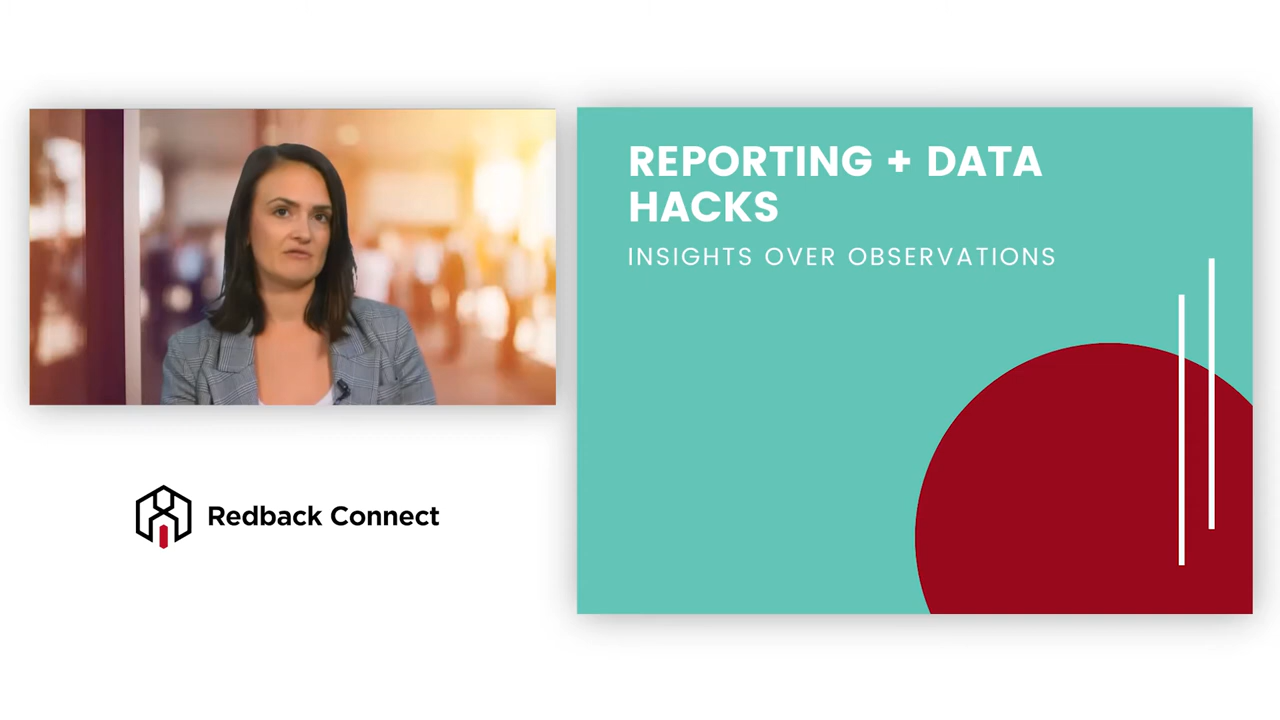 REPORTING + DATA
HACKS
INSIGHTS OVER OBSERVATIONS
Redback Connect